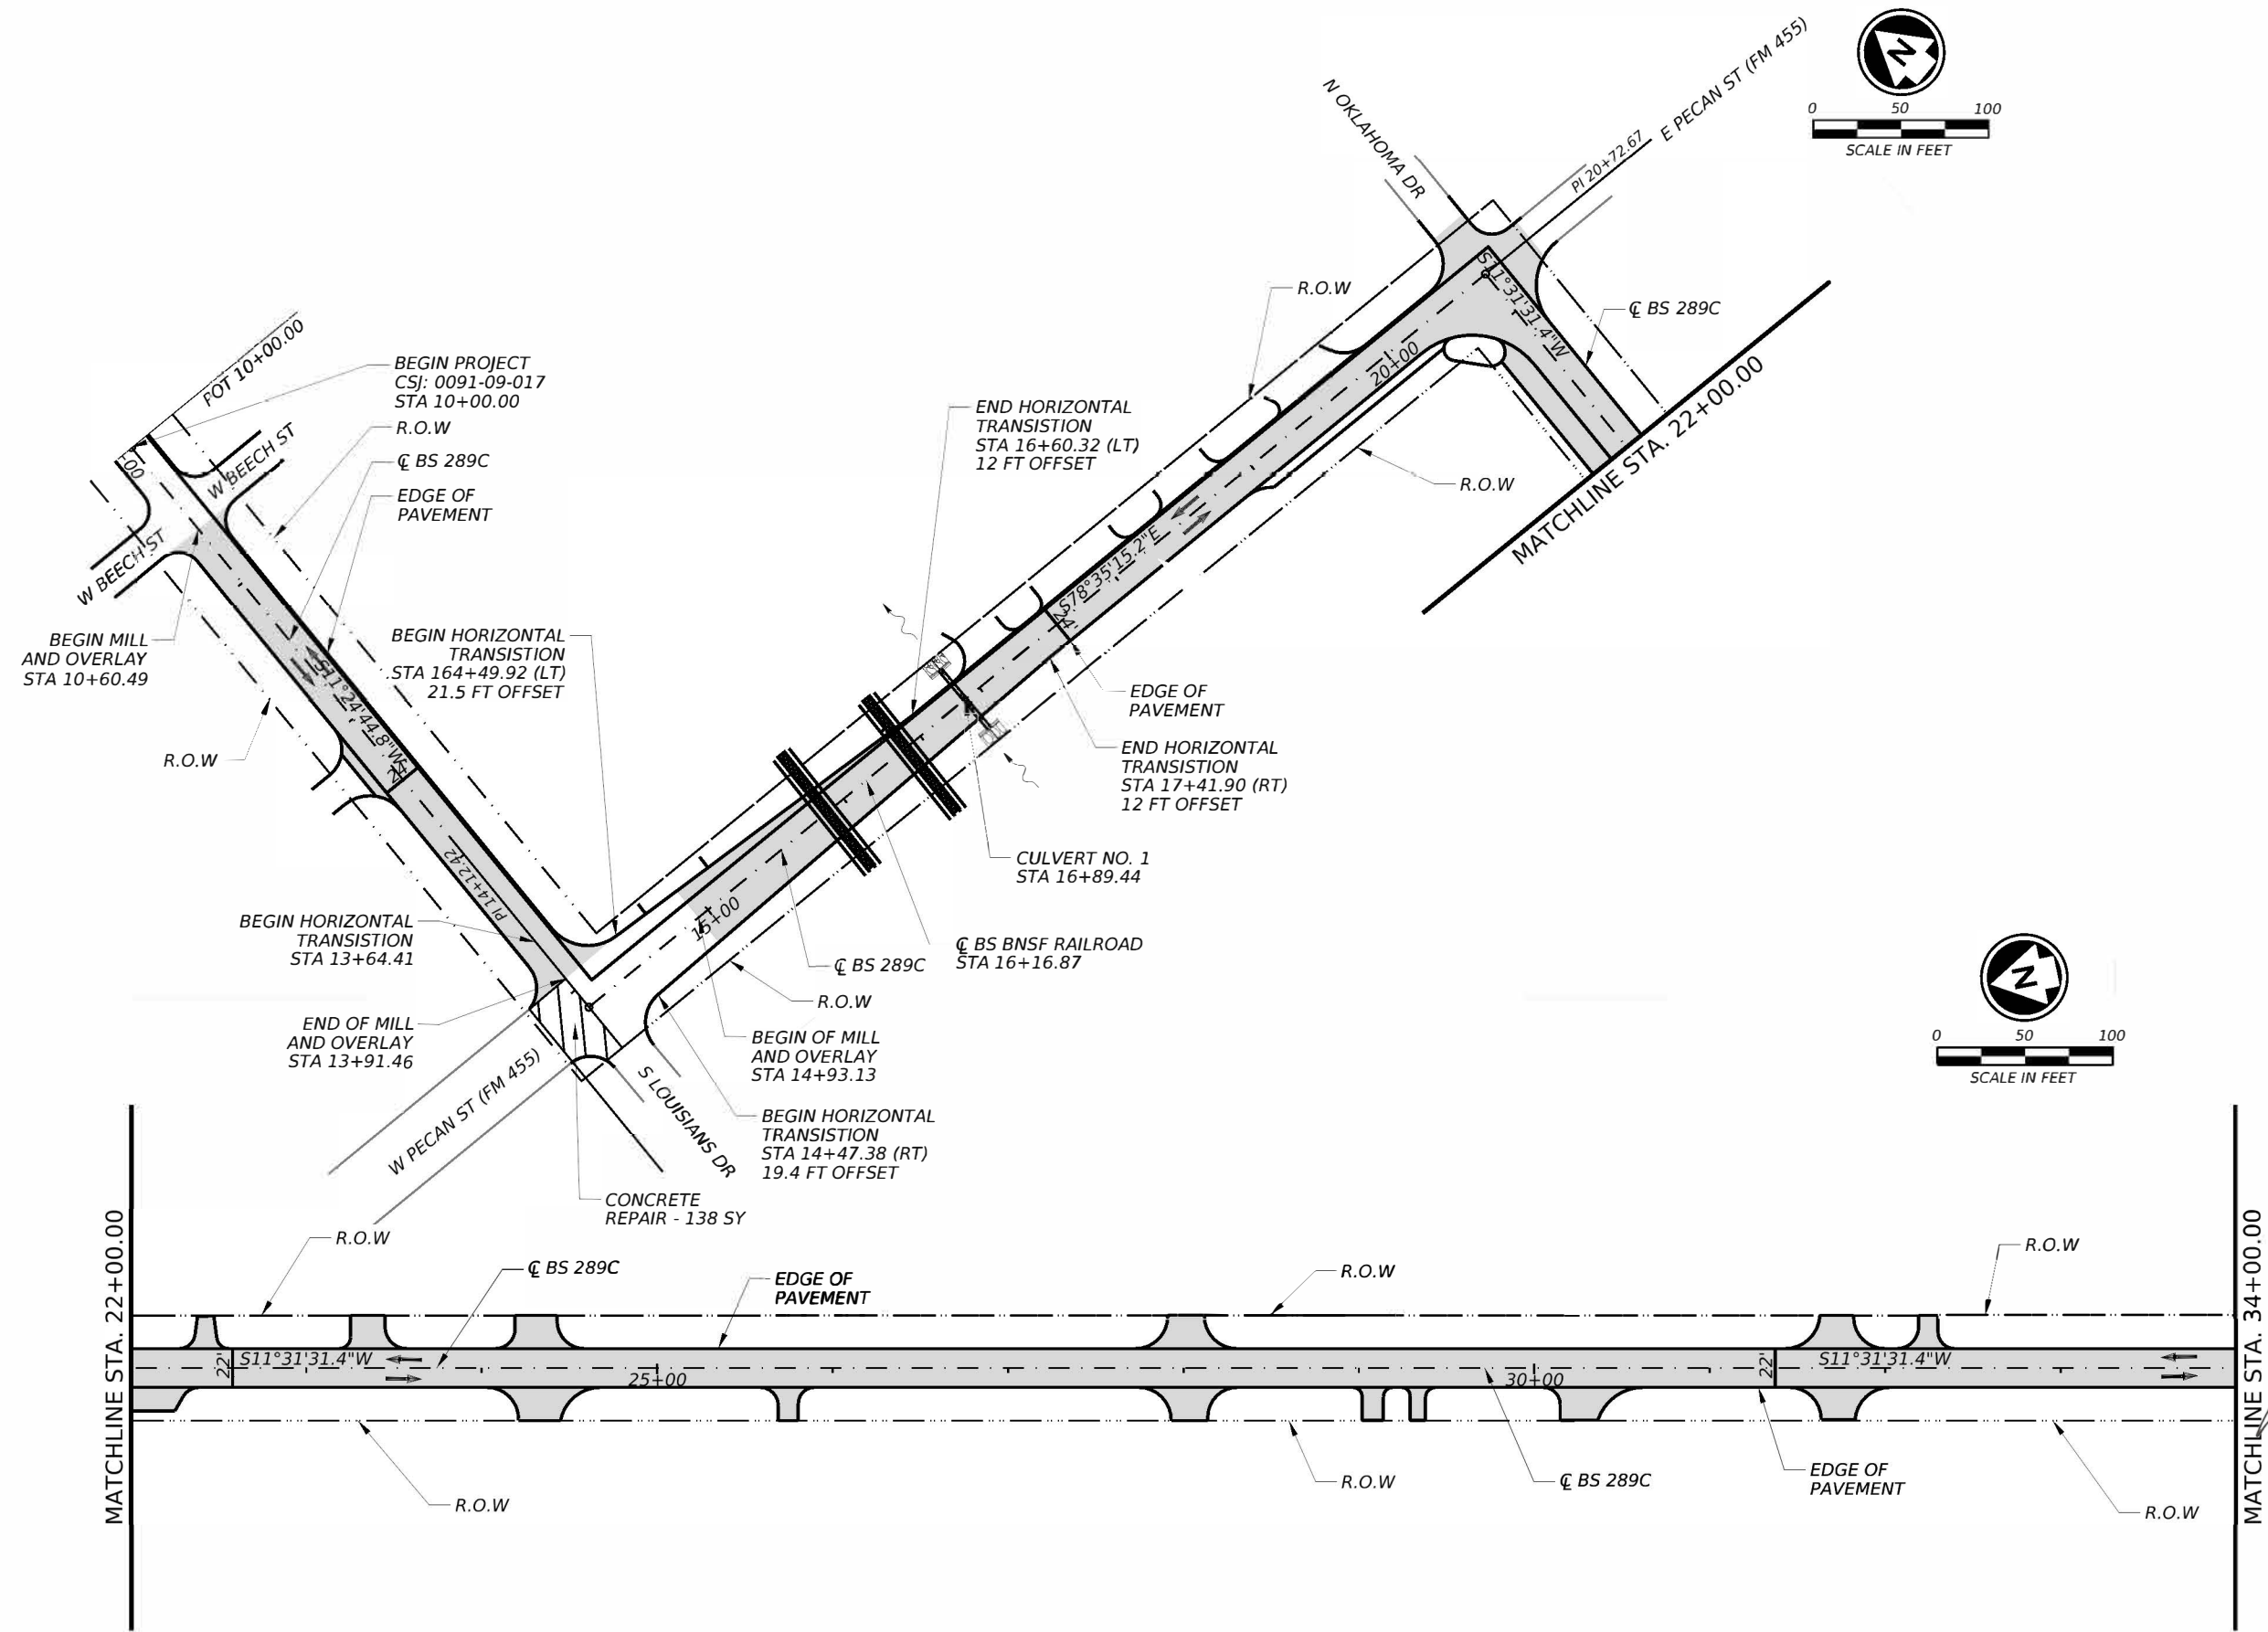 N
0 50 100
SCALE IN FEET
N OKLAHOMA DR
PI 20+72.67
E PECAN ST (FM 455)
R.O.W
S11°31'31.4"W
℄ BS 289C
20+00
MATCHLINE STA. 22+00.00
R.O.W
POT 10+00.00
BEGIN PROJECT
CSJ: 0091-09-017
STA 10+00.00
R.O.W
℄ BS 289C
EDGE OF
PAVEMENT
+00
W BEECH ST
W BEECH ST
BEGIN MILL
AND OVERLAY
STA 10+60.49
R.O.W
S11°24'44.8"W
24'
END HORIZONTAL
TRANSISTION
STA 16+60.32 (LT)
12 FT OFFSET
BEGIN HORIZONTAL
TRANSISTION
STA 164+49.92 (LT)
21.5 FT OFFSET
S78°35'15.2"E
24'
EDGE OF
PAVEMENT
END HORIZONTAL
TRANSISTION
STA 17+41.90 (RT)
12 FT OFFSET
CULVERT NO. 1
STA 16+89.44
PI 14+12.42
15+00
BEGIN HORIZONTAL
TRANSISTION
STA 13+64.41
℄ BS BNSF RAILROAD
STA 16+16.87
℄ BS 289C
R.O.W
END OF MILL
AND OVERLAY
STA 13+91.46
BEGIN OF MILL
AND OVERLAY
STA 14+93.13
W PECAN ST (FM 455)
S LOUISIANS DR
BEGIN HORIZONTAL
TRANSISTION
STA 14+47.38 (RT)
19.4 FT OFFSET
CONCRETE
REPAIR - 138 SY
N
0 50 100
SCALE IN FEET
MATCHLINE STA. 22+00.00
R.O.W
℄ BS 289C
EDGE OF
PAVEMENT
R.O.W
R.O.W
22'
S11°31'31.4"W
25+00
30+00
22'
S11°31'31.4"W
R.O.W
R.O.W
℄ BS 289C
EDGE OF
PAVEMENT
R.O.W
MATCHLINE STA. 34+00.00